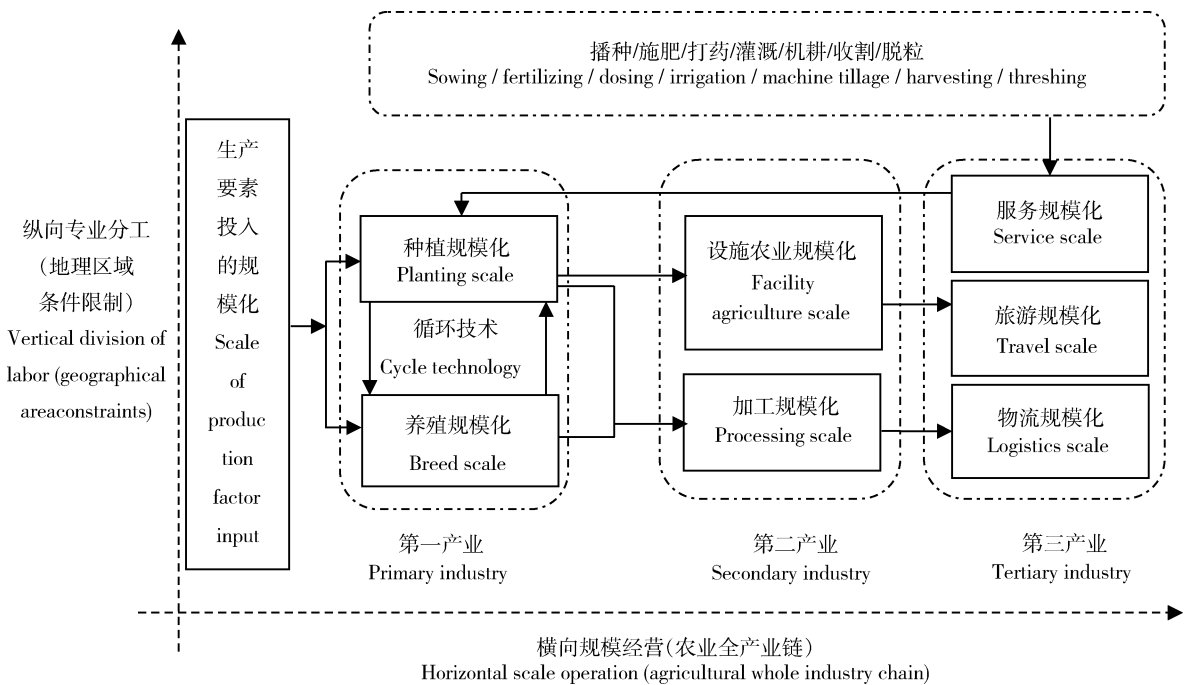 播种/施肥/打药/灌溉/机耕/收割/脱粒
Sowing / fertilizing / dosing / irrigation / machine tillage / harvesting / threshing
纵向专业分工
（地理区域
条件限制）
Vertical division of
labor (geographical
areaconstraints)
生产
要素
投入
的规
模化
Scale
of
produc
tion
factor
input
种植规模化
Planting scale
循环技术
Cycle technology
养殖规模化
Breed scale
第一产业
Primary industry
设施农业规模化
Facility
agriculture scale
加工规模化
Processing scale
第二产业
Secondary industry
服务规模化
Service scale
旅游规模化
Travel scale
物流规模化
Logistics scale
第三产业
Tertiary industry
横向规模经营(农业全产业链)
Horizontal scale operation (agricultural whole industry chain)